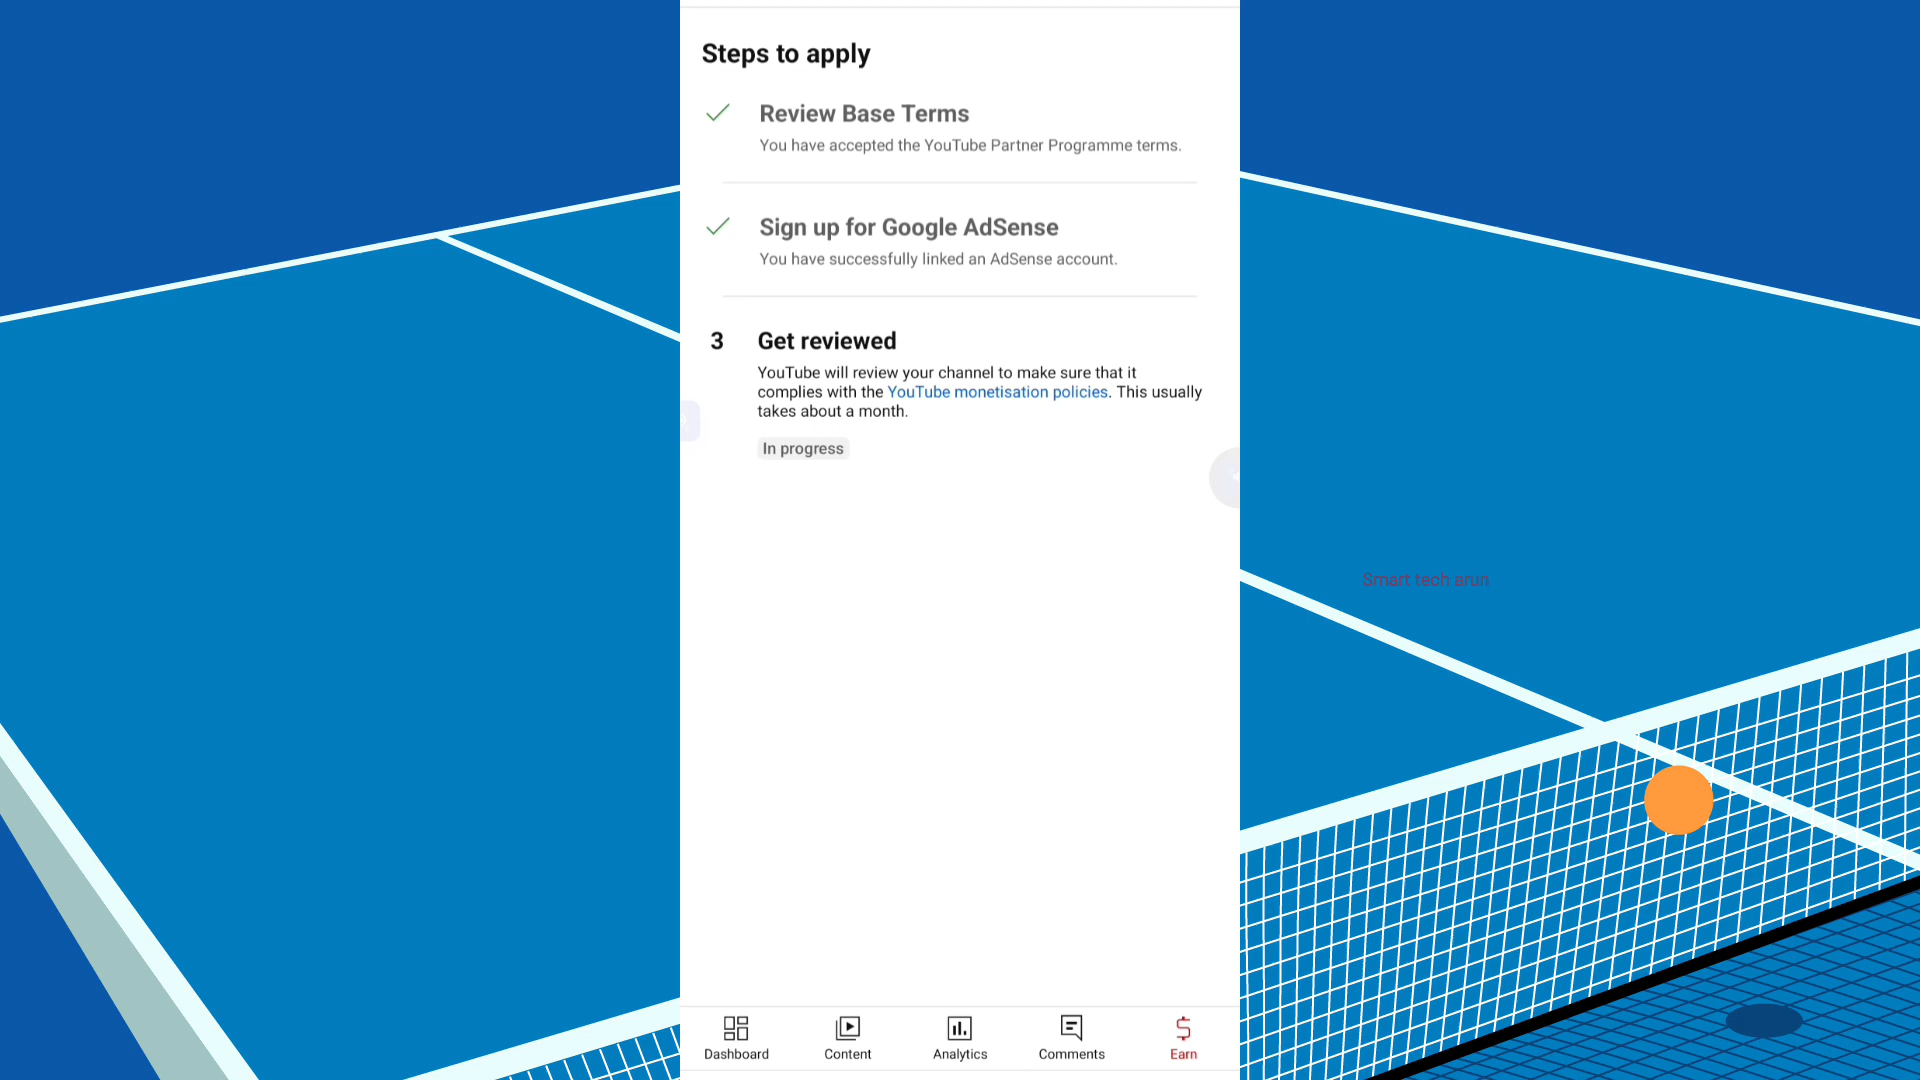 Steps to apply
Review Base Terms
You have accepted the YouTube Partner Programme terms.
Sign up for Google AdSense
You have successfully linked an AdSense account.
3 Get reviewed
YouTube will review your channel to make sure that it
complies with the YouTube monetisation policies. This usually
takes about a month.
In progress
Smart tech arun
Dashboard Content Analytics Comments Earn